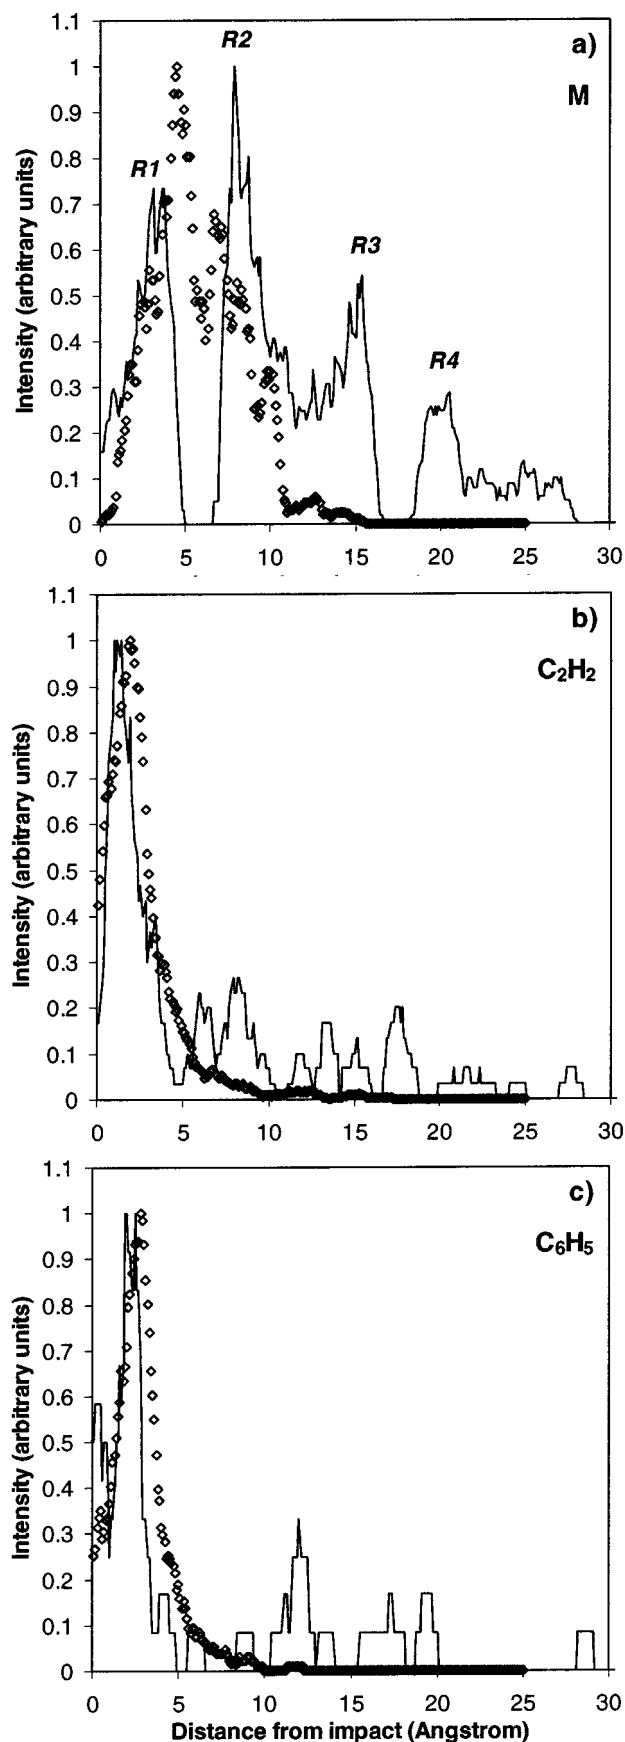 1.1
R2
a)
1
M
0.9
0.8
R1
0.7
0.6
R3
0.5
0.4
R4
0.3
0.2
0.1
0
0 5 10 15 20 25 30
Intensity (arbitrary units)
1.1
b)
1
C₂H₂
0.9
0.8
0.7
0.6
0.5
0.4
0.3
0.2
0.1
0
0 5 10 15 20 25 30
Intensity (arbitrary units)
1.1
c)
1
C₆H₅
0.9
0.8
0.7
0.6
0.5
0.4
0.3
0.2
0.1
0
0 5 10 15 20 25 30
Intensity (arbitrary units)
Distance from impact (Angstrom)